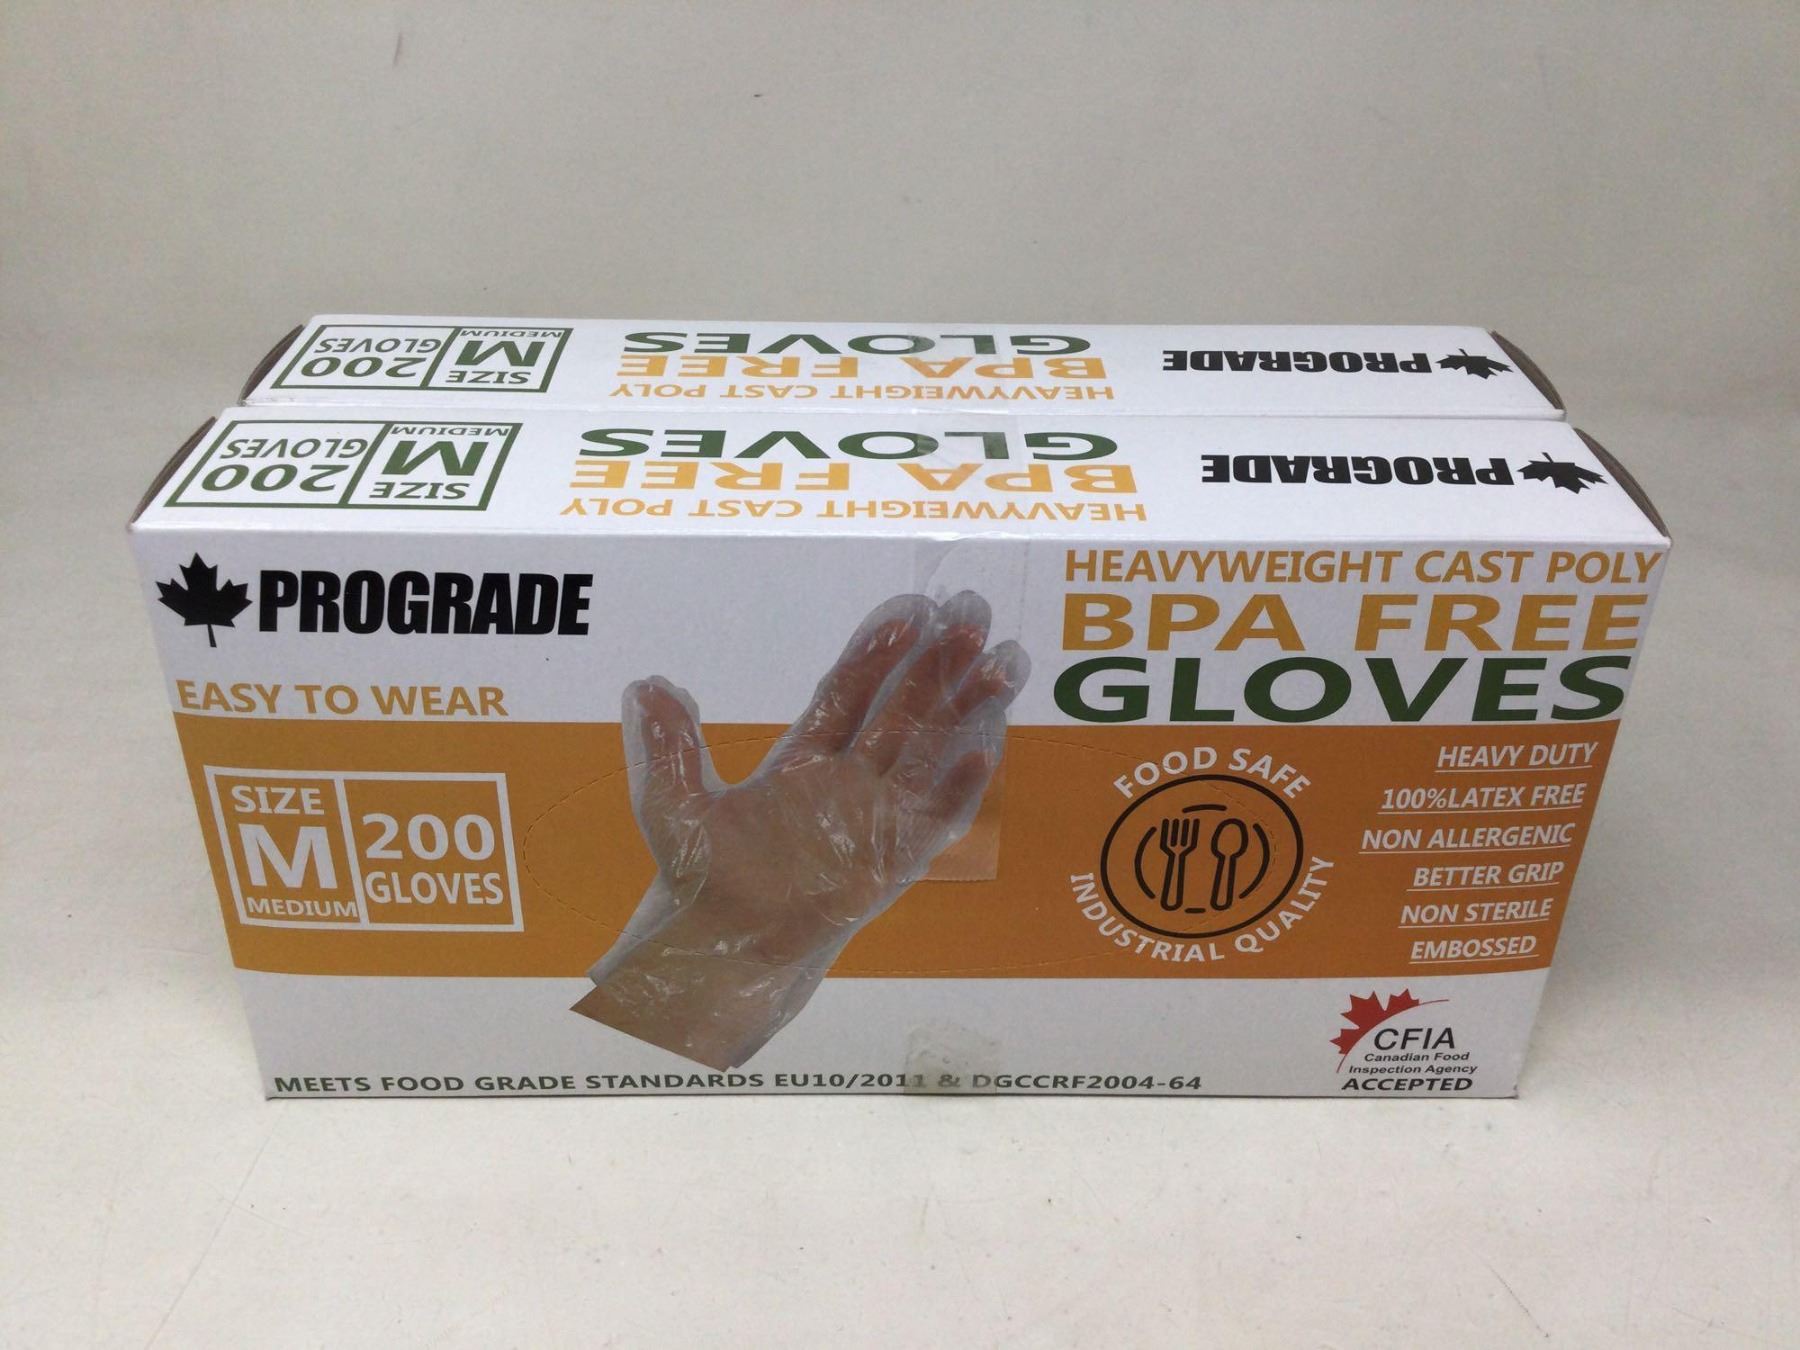 SIZE
M
MEDIUM
200
GLOVES
HEAVYWEIGHT CAST POLY
BPA FREE
GLOVES
PROGRADE
SIZE
M
MEDIUM
200
GLOVES
HEAVYWEIGHT CAST POLY
BPA FREE
GLOVES
PROGRADE
PROGRADE
EASY TO WEAR
SIZE
M
MEDIUM
200
GLOVES
HEAVYWEIGHT CAST POLY
BPA FREE
GLOVES
FOOD SAFE
INDUSTRIAL QUALITY
HEAVY DUTY
100%LATEX FREE
NON ALLERGENIC
BETTER GRIP
NON STERILE
EMBOSSED
CFIA
Canadian Food
Inspection Agency
ACCEPTED
MEETS FOOD GRADE STANDARDS EU10/2011 & DGCCRF2004-64